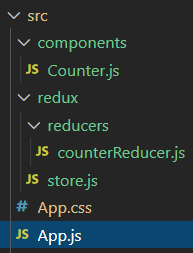 src
components
JS Counter.js
redux
reducers
JS counterReducer.js
JS store.js
# App.css
JS App.js